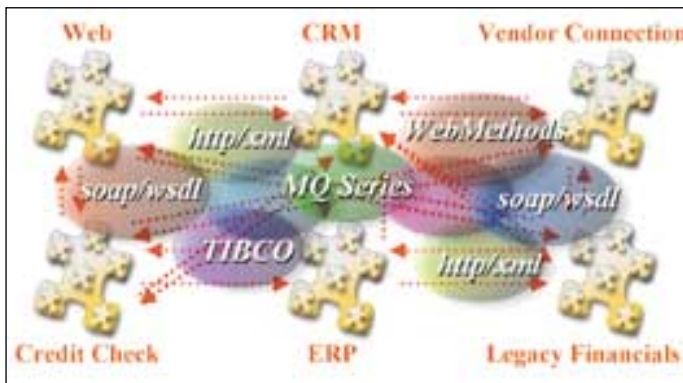 Web
CRM
Vendor Connection
http/xml
WebMethods
soap/wsdl
MQ Series
soap/wsdl
TIBCO
http/xml
Credit Check
ERP
Legacy Financials